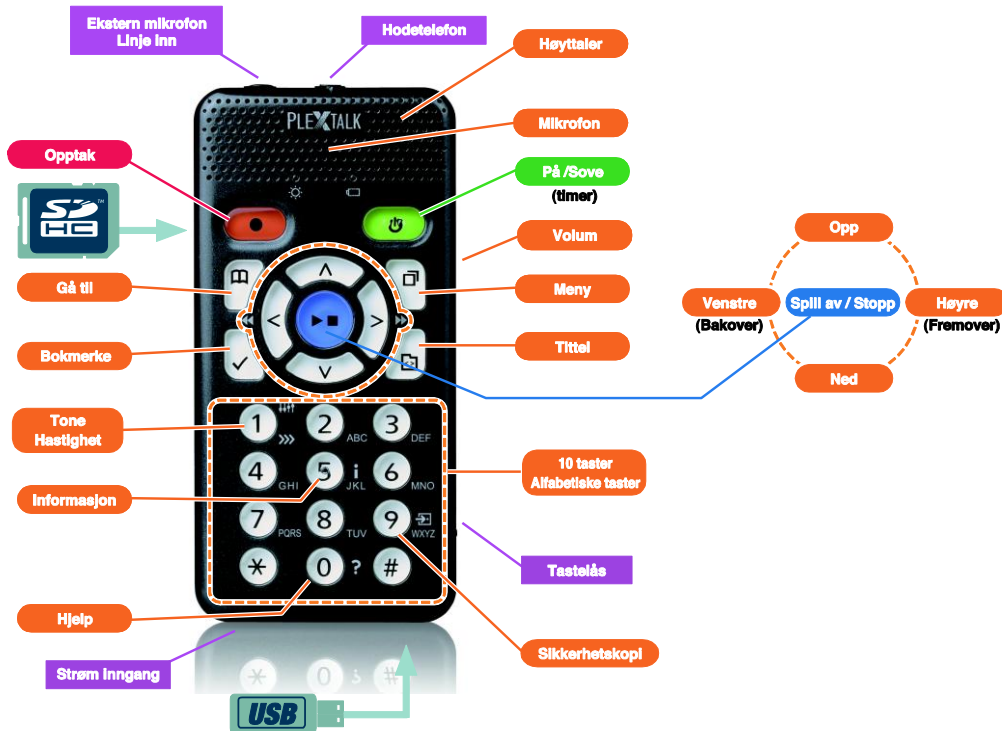 Ekstern mikrofon
Linje inn
Hodetelefon
Høyttaler
PLEXTALK
Mikrofon
Opptak
På /Sove
(timer)
SD
HC
TM
Volum
Opp
Gå til
Meny
Venstre
(Bakover)
Spill av / Stopp
Høyre
(Fremover)
Bokmerke
Tittel
Ned
Tone
Hastighet
1
2 ABC
3 DEF
10 taster
Alfabetiske taster
4 GHI
5 i JKL
6 MNO
Informasjon
7 PQRS
8 TUV
9 WXYZ
Tastelås
* 
0 ?
#
Hjelp
Sikkerhetskopi
Strøm inngang
USB